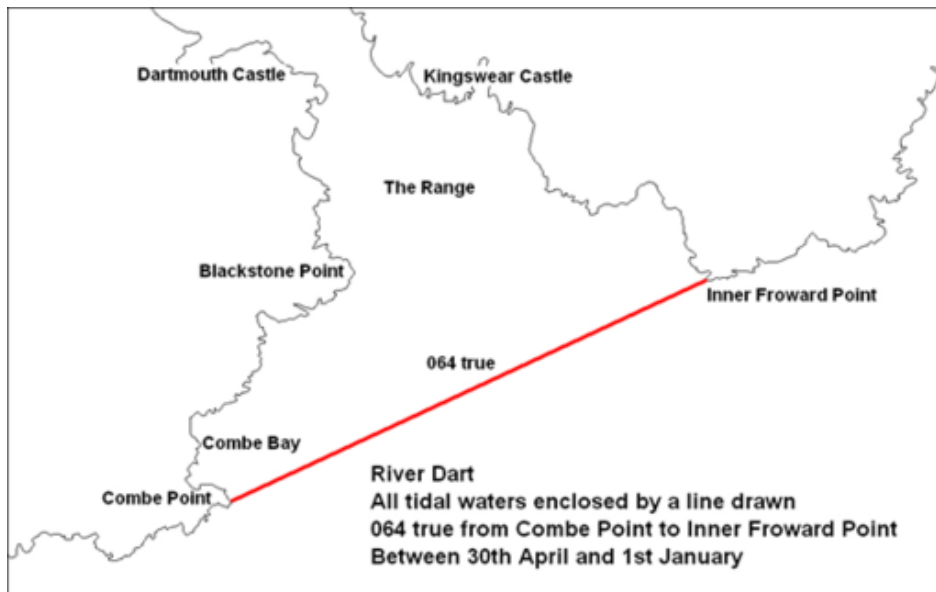 Dartmouth Castle
Kingswear Castle
The Range
Blackstone Point
Inner Froward Point
064 true
Combe Bay
Combe Point
River Dart
All tidal waters enclosed by a line drawn
064 true from Combe Point to Inner Froward Point
Between 30th April and 1st January